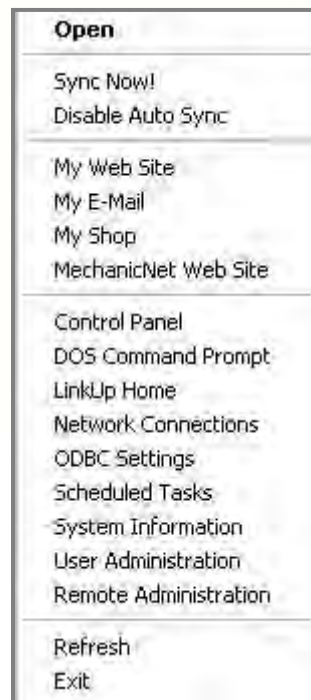 Open
Sync Now!
Disable Auto Sync
My Web Site
My E-Mail
My Shop
MechanicNet Web Site
Control Panel
DOS Command Prompt
LinkUp Home
Network Connections
ODBC Settings
Scheduled Tasks
System Information
User Administration
Remote Administration
Refresh
Exit